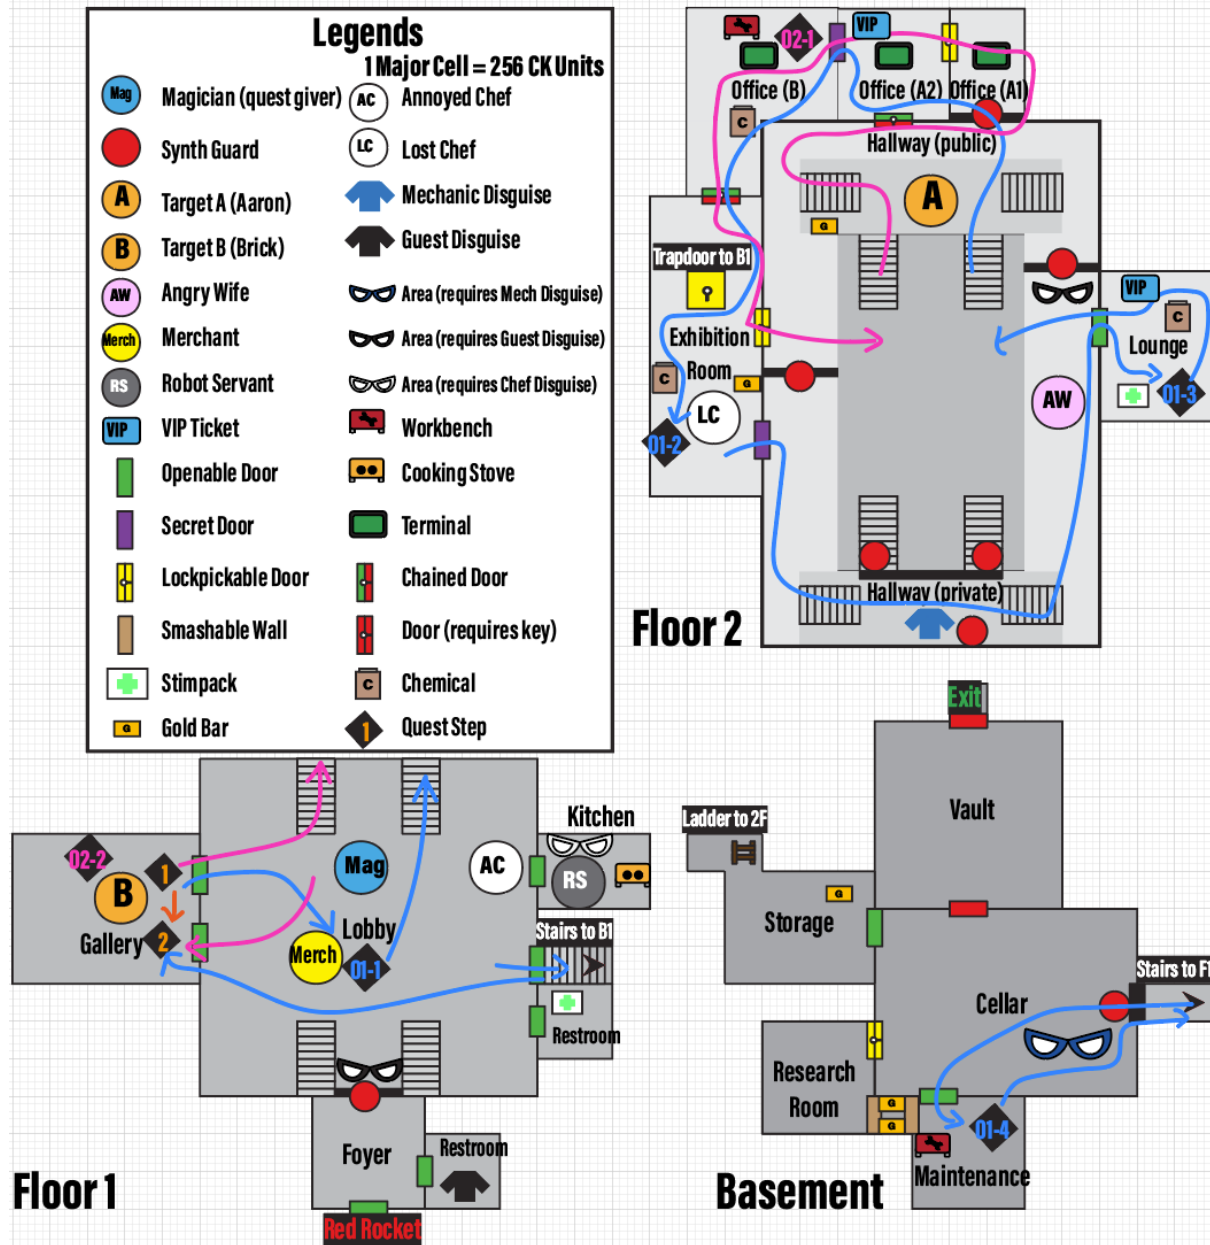 Legends
1 Major Cell = 256 CK Units
Mag
Magician (quest giver)
AC
Annoyed Chef
Synth Guard
LC
Lost Chef
A
Target A (Aaron)
Mechanic Disguise
B
Target B (Brick)
Guest Disguise
AW
Angry Wife
Area (requires Mech Disguise)
Merch
Merchant
Area (requires Guest Disguise)
RS
Robot Servant
Area (requires Chef Disguise)
VIP
VIP Ticket
Workbench
Openable Door
Cooking Stove
Secret Door
Terminal
Lockpickable Door
Chained Door
Smashable Wall
Door (requires key)
Stimpack
C
Chemical
G
Gold Bar
1
Quest Step
O2-1
VIP
Office (B)
Office (A2)
Office (A1)
C
Hallway (public)
A
G
Trapdoor to B1
VIP
C
Exhibition
Room
Lounge
C
G
LC
AW
O1-3
O1-2
Hallway (private)
Floor 2
Exit
Vault
Ladder to 2F
G
Storage
Stairs to F1
Cellar
Research
Room
G
G
O1-4
Maintenance
Basement
Kitchen
O2-2
1
Mag
AC
RS
B
Gallery
2
Lobby
Merch
O1-1
Stairs to B1
Restroom
Foyer
Restroom
Floor 1
Red Rocket